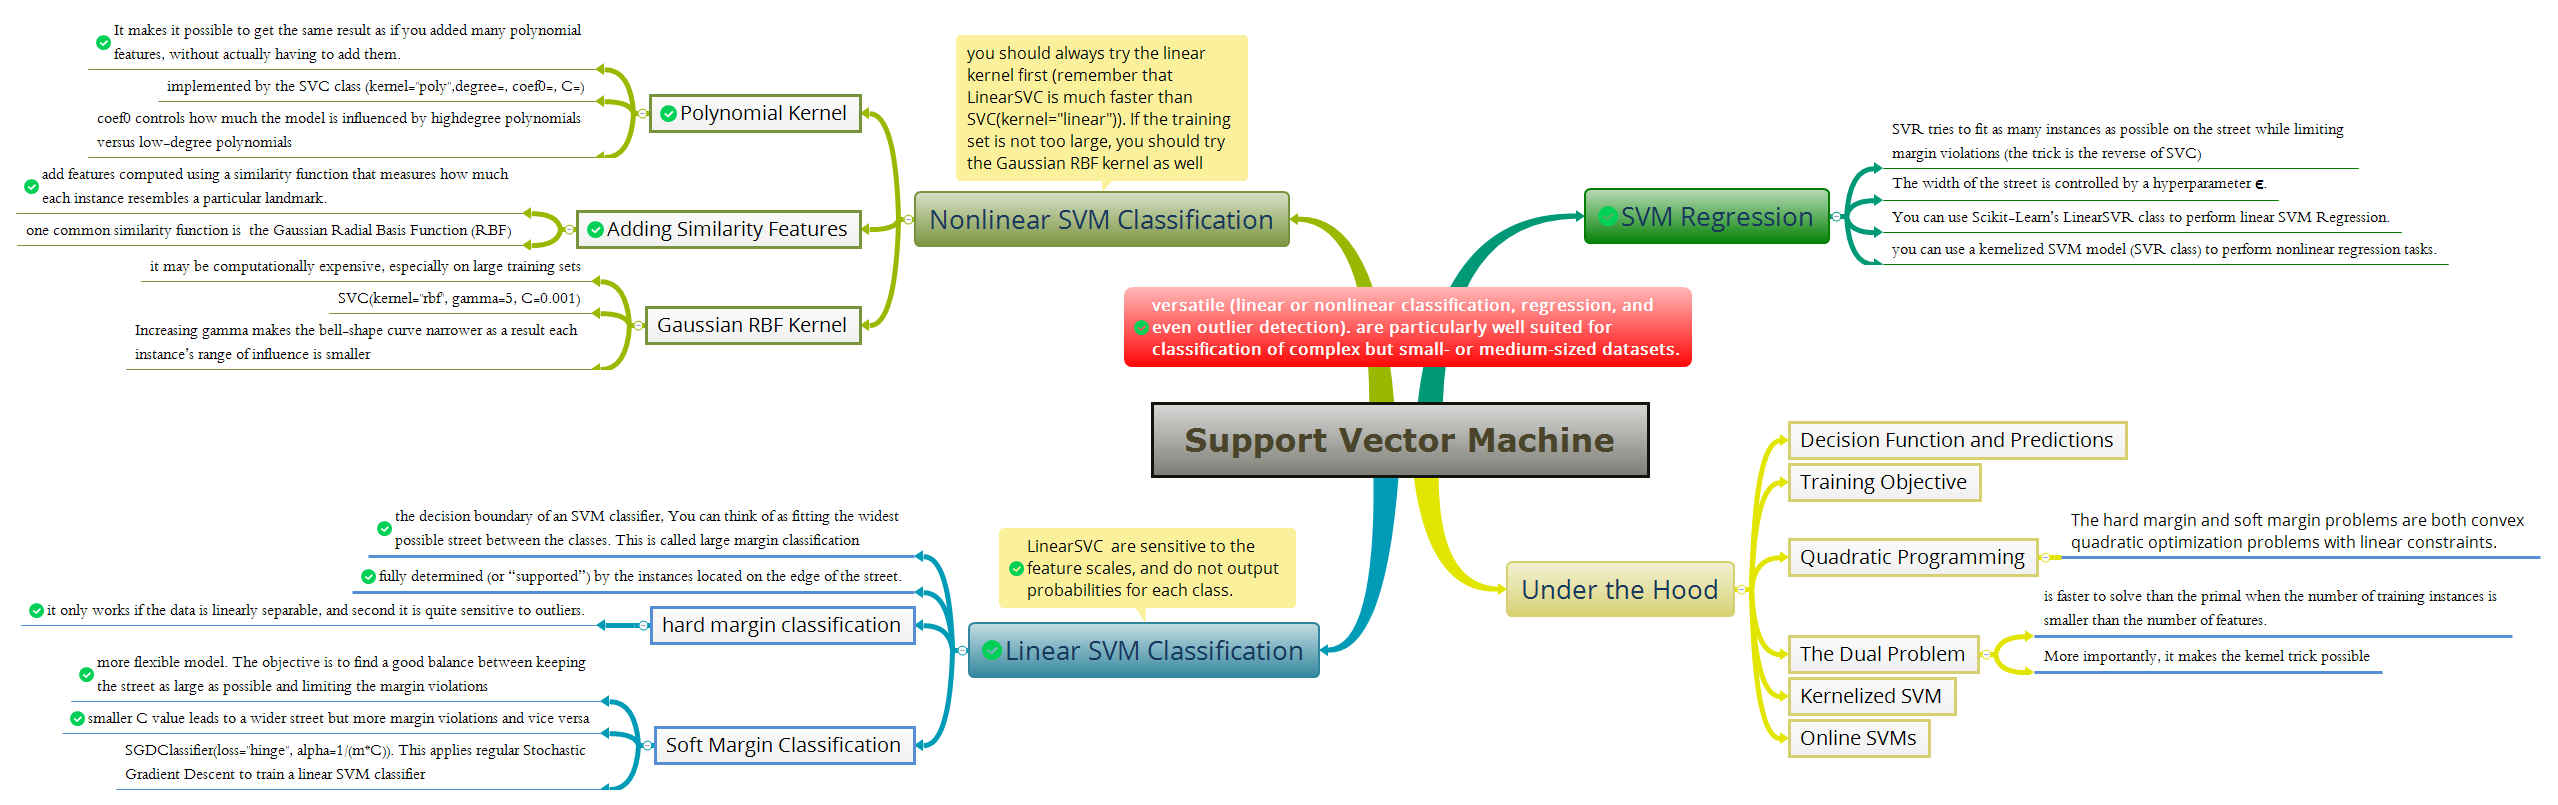 Support Vector Machine
versatile (linear or nonlinear classification, regression, and
even outlier detection). are particularly well suited for
classification of complex but small- or medium-sized datasets.
you should always try the linear
kernel first (remember that
LinearSVC is much faster than
SVC(kernel="linear")). If the training
set is not too large, you should try
the Gaussian RBF kernel as well
Nonlinear SVM Classification
Polynomial Kernel
It makes it possible to get the same result as if you added many polynomial
features, without actually having to add them.
implemented by the SVC class (kernel="poly",degree=, coef0=, C=)
coef0 controls how much the model is influenced by highdegree polynomials
versus low-degree polynomials
Adding Similarity Features
add features computed using a similarity function that measures how much
each instance resembles a particular landmark.
one common similarity function is  the Gaussian Radial Basis Function (RBF)
Gaussian RBF Kernel
it may be computationally expensive, especially on large training sets
SVC(kernel="rbf", gamma=5, C=0.001)
Increasing gamma makes the bell-shape curve narrower as a result each
instance's range of influence is smaller
LinearSVC  are sensitive to the
feature scales, and do not output
probabilities for each class.
Linear SVM Classification
the decision boundary of an SVM classifier, You can think of as fitting the widest
possible street between the classes. This is called large margin classification
fully determined (or “supported”) by the instances located on the edge of the street.
hard margin classification
it only works if the data is linearly separable, and second it is quite sensitive to outliers.
Soft Margin Classification
more flexible model. The objective is to find a good balance between keeping
the street as large as possible and limiting the margin violations
smaller C value leads to a wider street but more margin violations and vice versa
SGDClassifier(loss="hinge", alpha=1/(m*C)). This applies regular Stochastic
Gradient Descent to train a linear SVM classifier
SVM Regression
SVR tries to fit as many instances as possible on the street while limiting
margin violations (the trick is the reverse of SVC)
The width of the street is controlled by a hyperparameter ϵ.
You can use Scikit-Learn's LinearSVR class to perform linear SVM Regression.
you can use a kernelized SVM model (SVR class) to perform nonlinear regression tasks.
Under the Hood
Decision Function and Predictions
Training Objective
Quadratic Programming
The hard margin and soft margin problems are both convex
quadratic optimization problems with linear constraints.
The Dual Problem
is faster to solve than the primal when the number of training instances is
smaller than the number of features.
More importantly, it makes the kernel trick possible
Kernelized SVM
Online SVMs